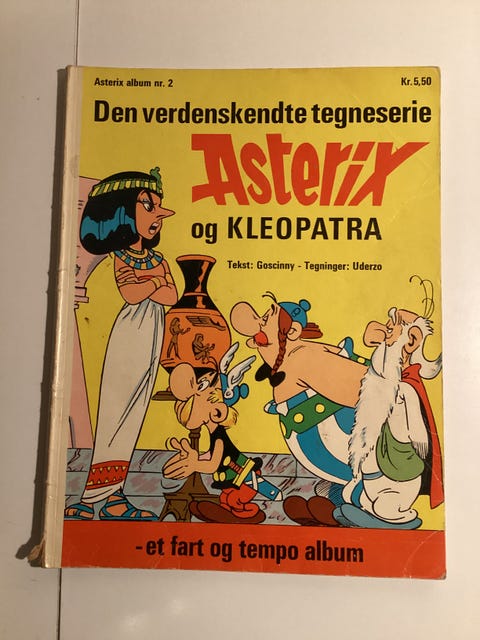 Asterix album nr. 2
Kr. 5,50
Den verdenskendte tegneserie
Asterix
og KLEOPATRA
Tekst: Goscinny - Tegninger: Uderzo
- et fart og tempo album